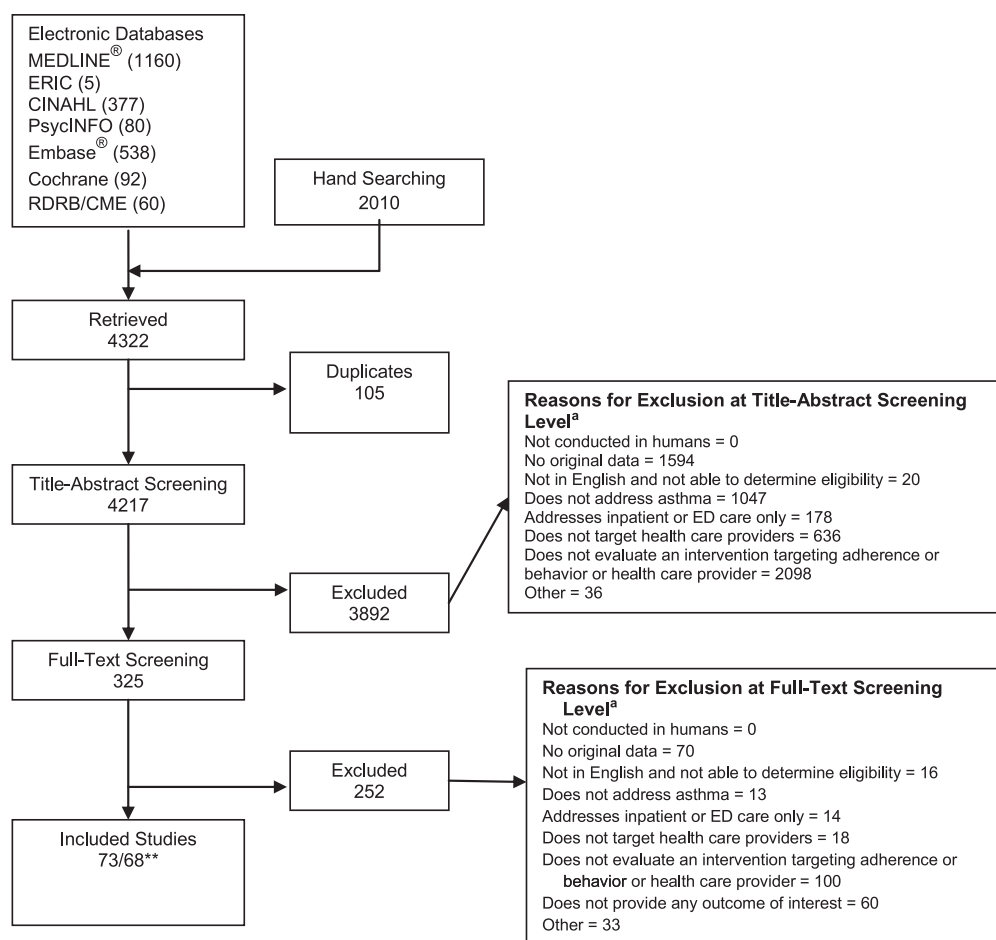 Electronic Databases
MEDLINE® (1160)
ERIC (5)
CINAHL (377)
PsycINFO (80)
Embase® (538)
Cochrane (92)
RDRB/CME (60)
Hand Searching
2010
Retrieved
4322
Duplicates
105
Title-Abstract Screening
4217
Excluded
3892
Reasons for Exclusion at Title-Abstract Screening
Levelᵃ
Not conducted in humans = 0
No original data = 1594
Not in English and not able to determine eligibility = 20
Does not address asthma = 1047
Addresses inpatient or ED care only = 178
Does not target health care providers = 636
Does not evaluate an intervention targeting adherence or
behavior or health care provider = 2098
Other = 36
Full-Text Screening
325
Excluded
252
Reasons for Exclusion at Full-Text Screening
Levelᵃ
Not conducted in humans = 0
No original data = 70
Not in English and not able to determine eligibility = 16
Does not address asthma = 13
Addresses inpatient or ED care only = 14
Does not target health care providers = 18
Does not evaluate an intervention targeting adherence or
behavior or health care provider = 100
Does not provide any outcome of interest = 60
Other = 33
Included Studies
73/68**